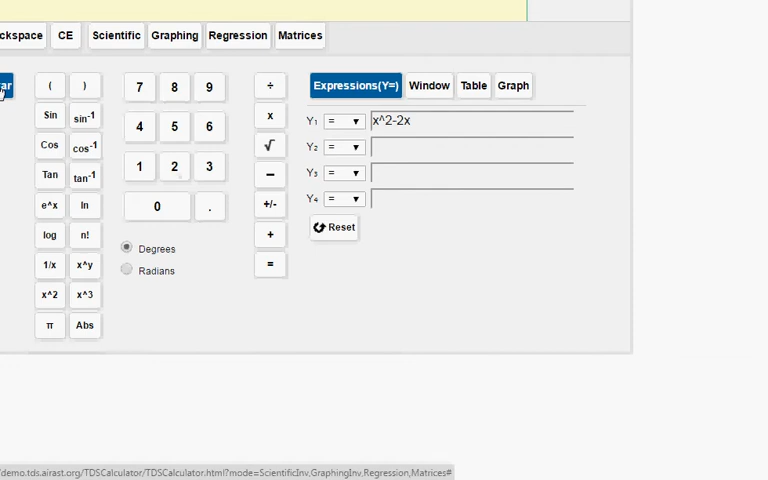 ckspace CE Scientific Graphing Regression Matrices
ar ( ) 7 8 9 ÷ Expressions(Y=) Window Table Graph
Sin sin-1 4 5 6 x Y1 = x^2-2x
Cos cos-1 √ Y2 =
Tan tan-1 1 2 3 − Y3 =
e^x ln 0 . +/- Y4 =
log n! + Reset
Degrees
1/x x^y = Radians
x^2 x^3
π Abs
/demo.tds.airast.org/TDSCalculator/TDSCalculator.html?mode=ScientificInv,GraphingInv,Regression,Matrices#